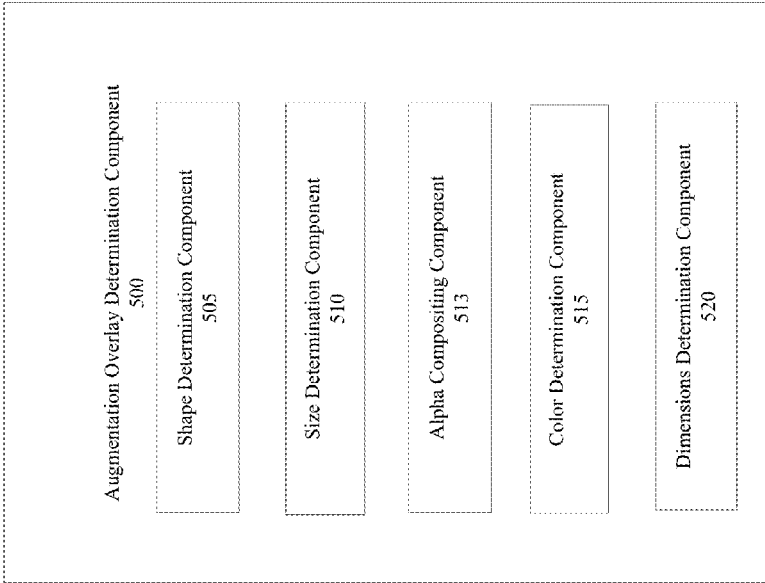 Augmentation Overlay Determination Component
500
Shape Determination Component
505
Size Determination Component
510
Alpha Compositing Component
513
Color Determination Component
515
Dimensions Determination Component
520